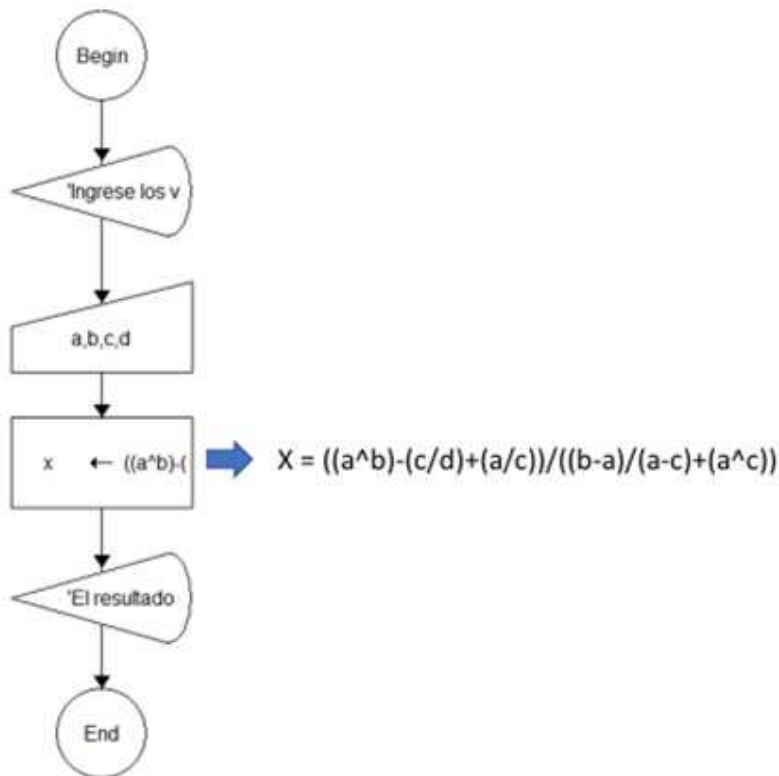 Begin
'Ingrese los v
a,b,c,d
x ← ((a^b)-(
X = ((a^b)-(c/d)+(a/c))/((b-a)/(a-c)+(a^c))
'El resultado
End